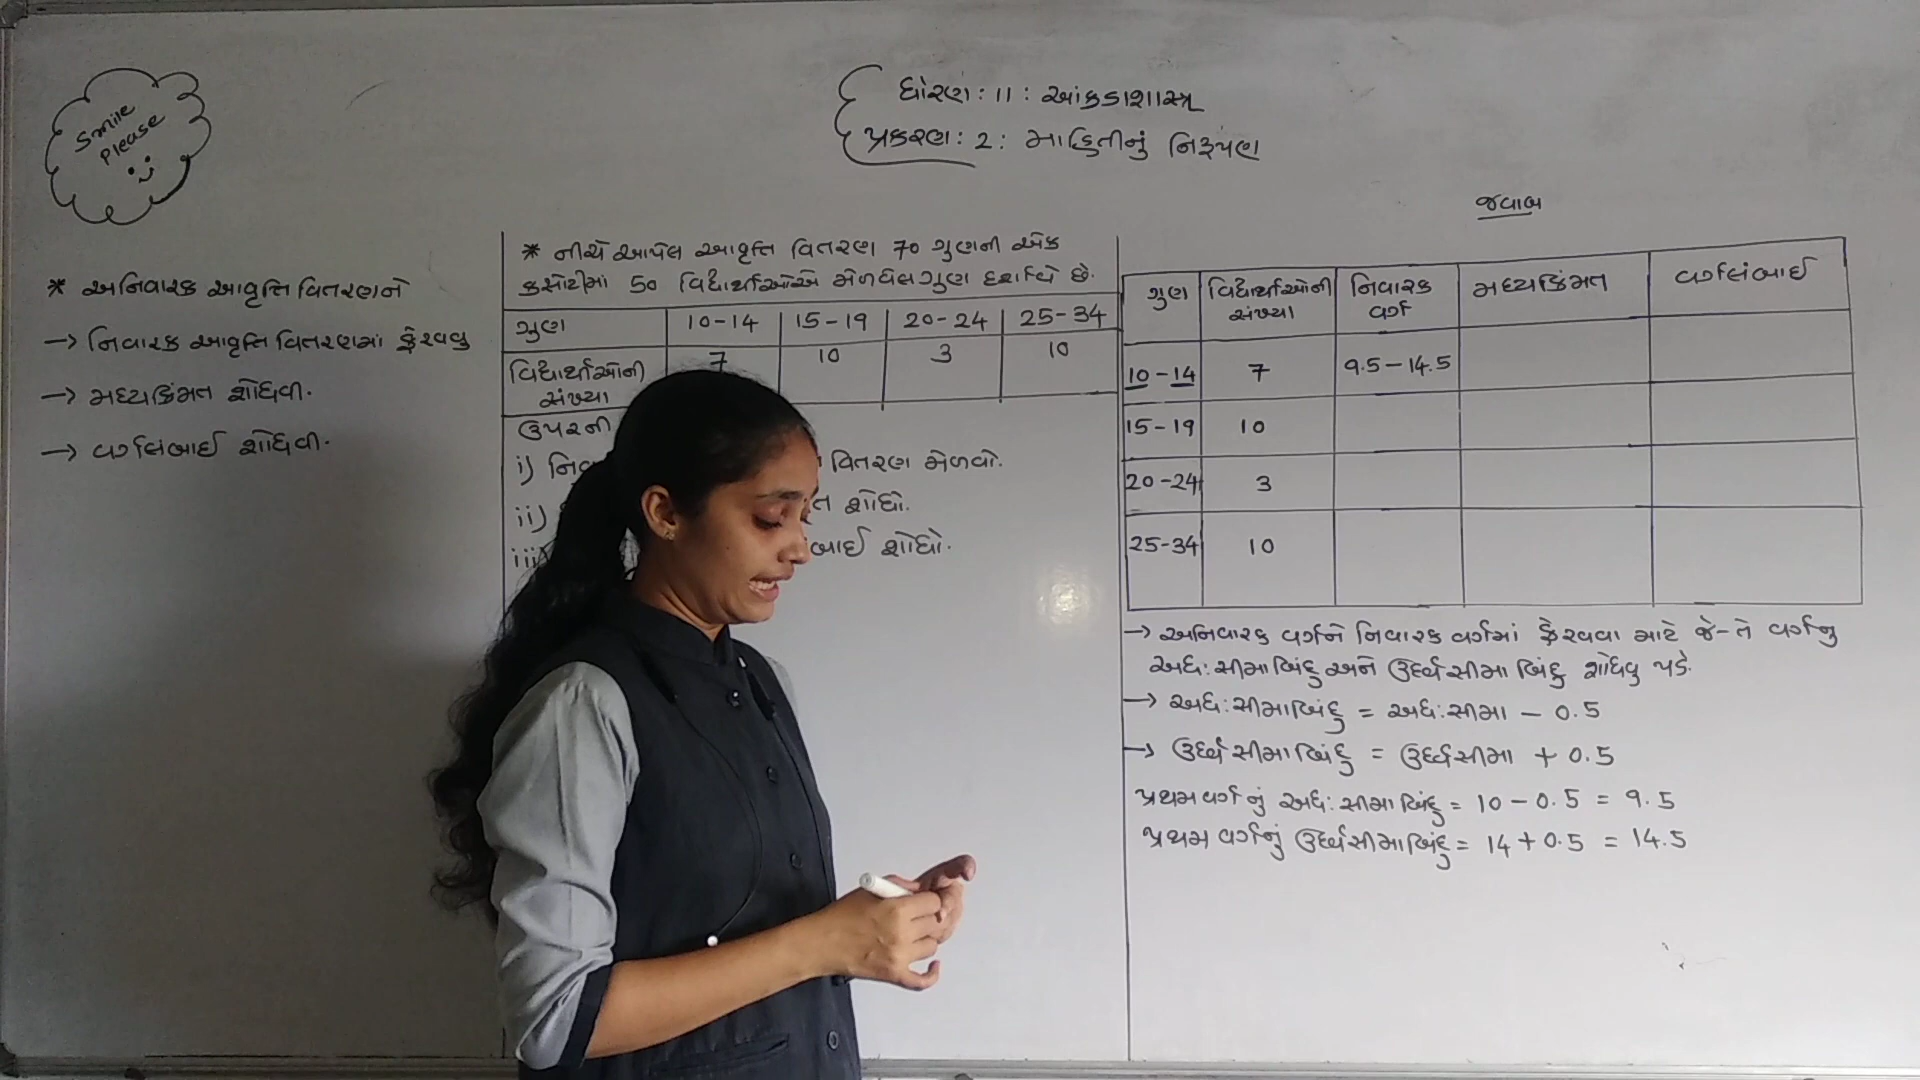 Smile
please
ધોરણ : 11 : આંકડાશાસ્ત્ર
પ્રકરણ : 2 : માહિતીનું નિરૂપણ
* અનિવારક આવૃત્તિ વિતરણને
→ નિવારક આવૃત્તિ વિતરણમાં ફેરવવુ
→ મધ્યકિંમત શોધવી.
→ વર્ગલંબાઈ શોધવી.
* નીચે આપેલ આવૃત્તિ વિતરણ 70 ગુણની એક
કસોટીમાં 50 વિદ્યાર્થીઓએ મેળવેલ ગુણ દર્શાવે છે.
ગુણ 10-14 15-19 20-24 25-34
વિદ્યાર્થીઓની 7 10 3 10
સંખ્યા
ઉપરની
i) વિતરણ મેળવો.
ii) શોધો.
iii) શોધો.
જવાબ
ગુણ વિદ્યાર્થીઓની સંખ્યા નિવારક વર્ગ મધ્યકિંમત વર્ગલંબાઈ
10-14 7 9.5-14.5
15-19 10
20-24 3
25-34 10
→ અનિવારક વર્ગને નિવારક વર્ગમાં ફેરવવા માટે જે-તે વર્ગનુ
અધ:સીમાબિંદુ અને ઉર્ધ્વસીમાબિંદુ શોધવુ પડે.
→ અધ:સીમાબિંદુ = અધ:સીમા - 0.5
→ ઉર્ધ્વસીમાબિંદુ = ઉર્ધ્વસીમા + 0.5
પ્રથમવર્ગનું અધ:સીમાબિંદુ = 10 - 0.5 = 9.5
પ્રથમ વર્ગનું ઉર્ધ્વસીમાબિંદુ = 14 + 0.5 = 14.5